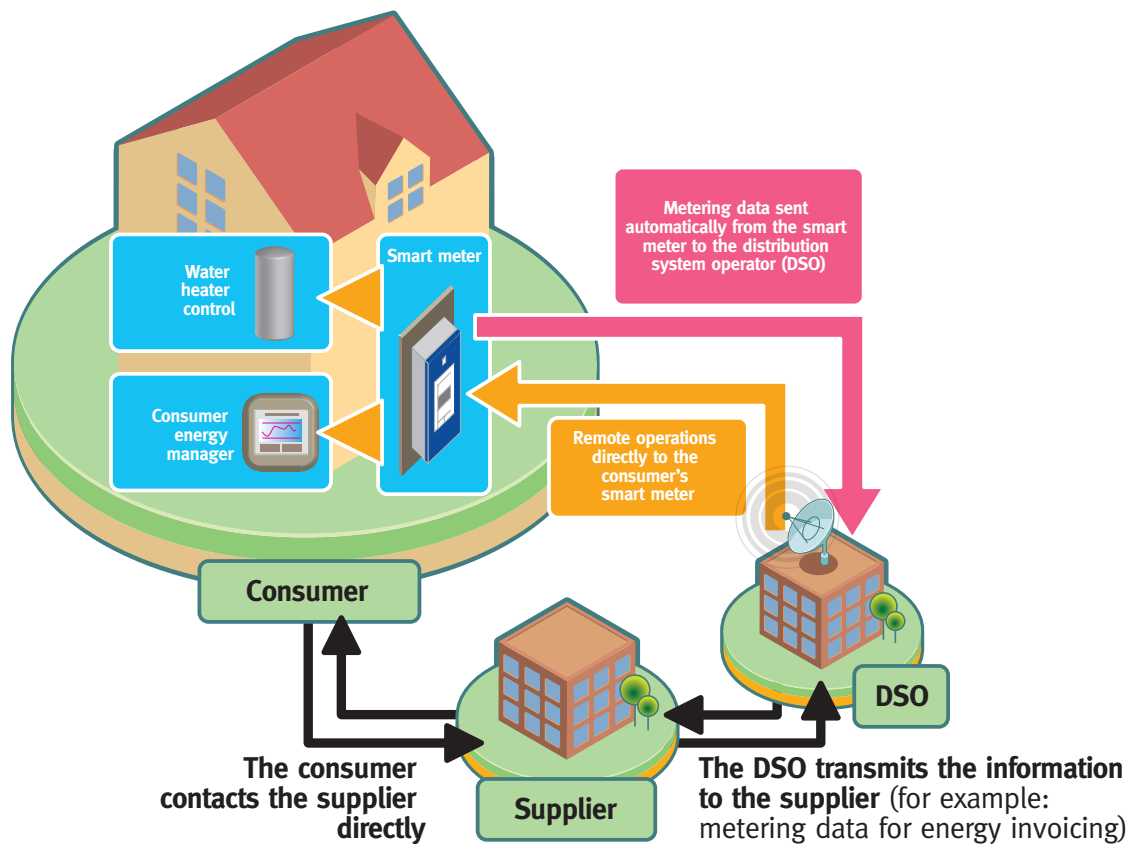 Metering data sent
automatically from the smart
meter to the distribution
system operator (DSO)
Smart meter
Water
heater
control
Consumer
energy
manager
Remote operations
directly to the
consumer's
smart meter
Consumer
DSO
Supplier
The consumer
contacts the supplier
directly
The DSO transmits the information
to the supplier (for example:
metering data for energy invoicing)